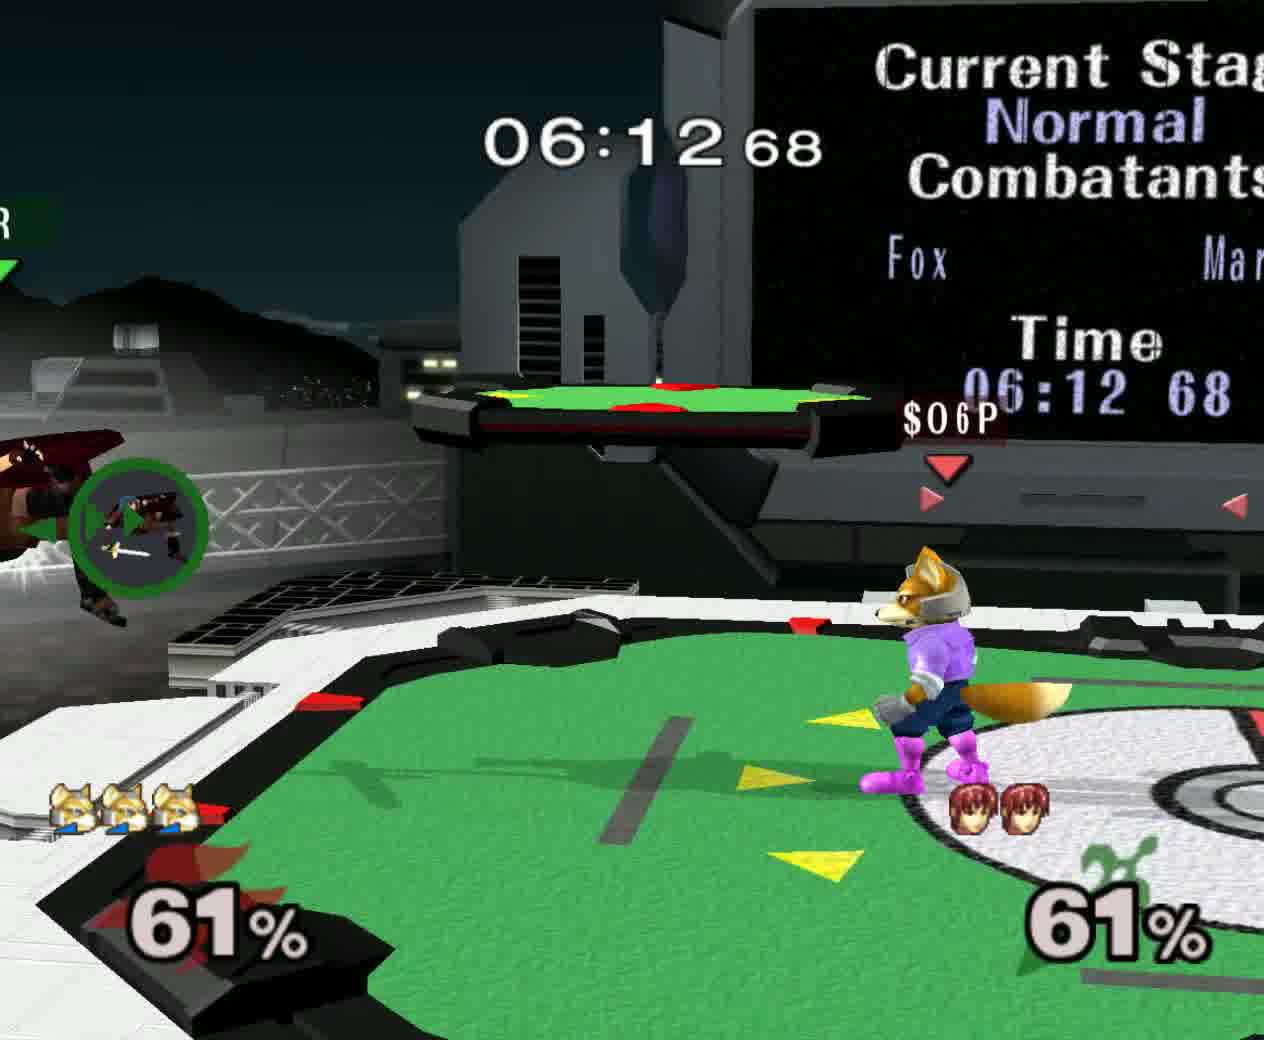 Current Stag
Normal
06:12 68
Combatants
R
Fox Mar
Time
06:12 68
$06P
61% 61%